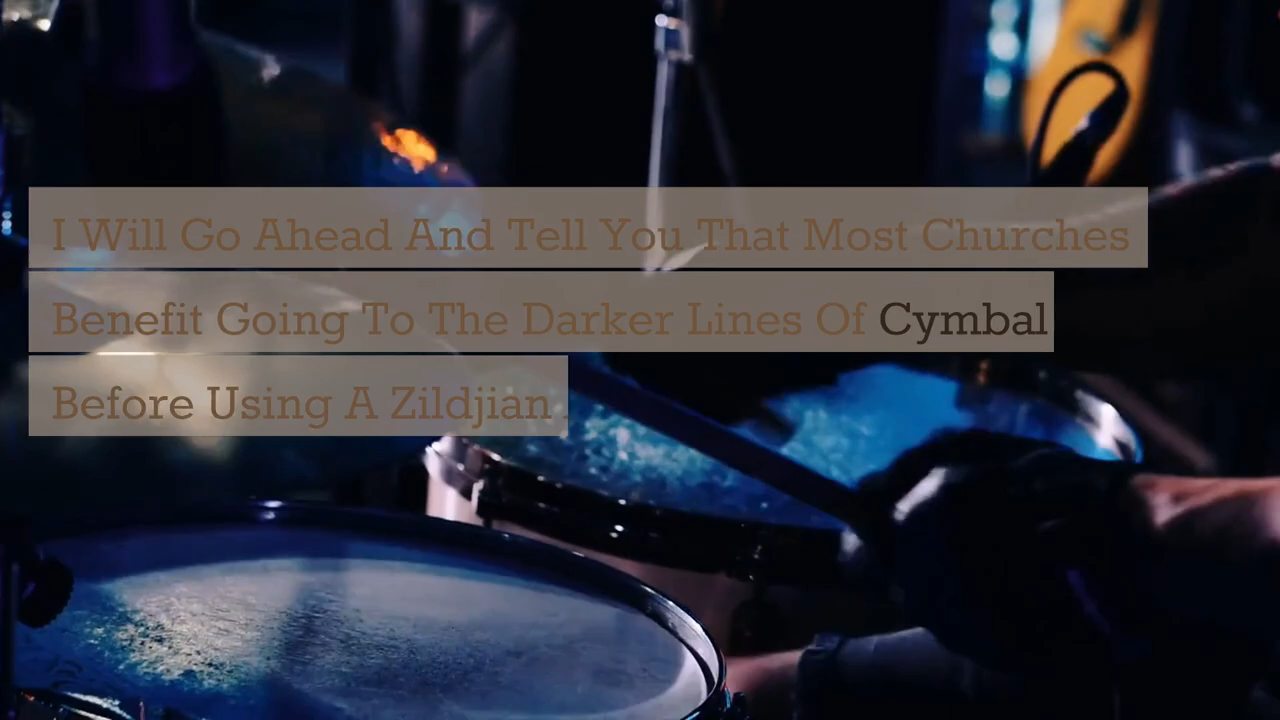 I Will Go Ahead And Tell You That Most Churches
Benefit Going To The Darker Lines Of Cymbal
Before Using A Zildjian .